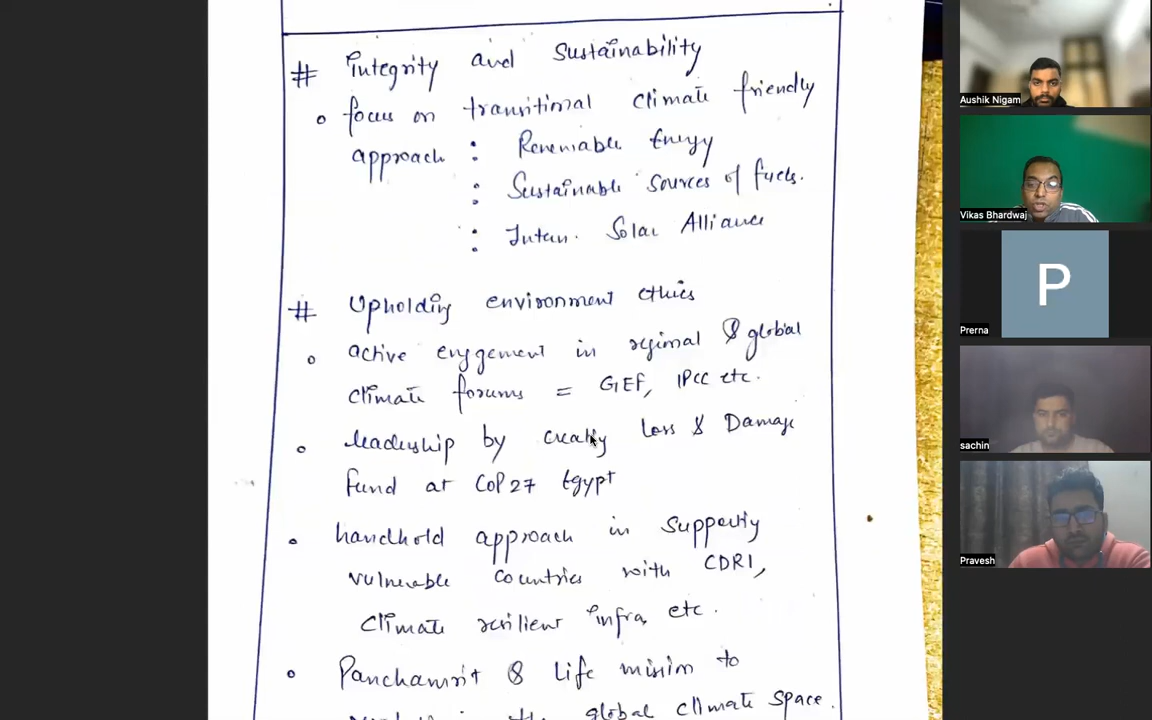 # Integrity and Sustainability
o focus on transitional climate friendly
approach : Renewable Energy
: Sustainable sources of fuels.
: Intern. Solar Alliance
# Upholding environment ethics
o active engagement in regional & global
climate forums = GEF, IPCC etc.
o leadership by creating Loss & Damage
fund at COP27 Egypt
o handhold approach in supporting
vulnerable countries with CDRI,
climate resilient infra etc.
o Panchamrit & Life mission to
the global climate space.
Aushik Nigam
Vikas Bhardwaj
P
Prerna
sachin
Pravesh